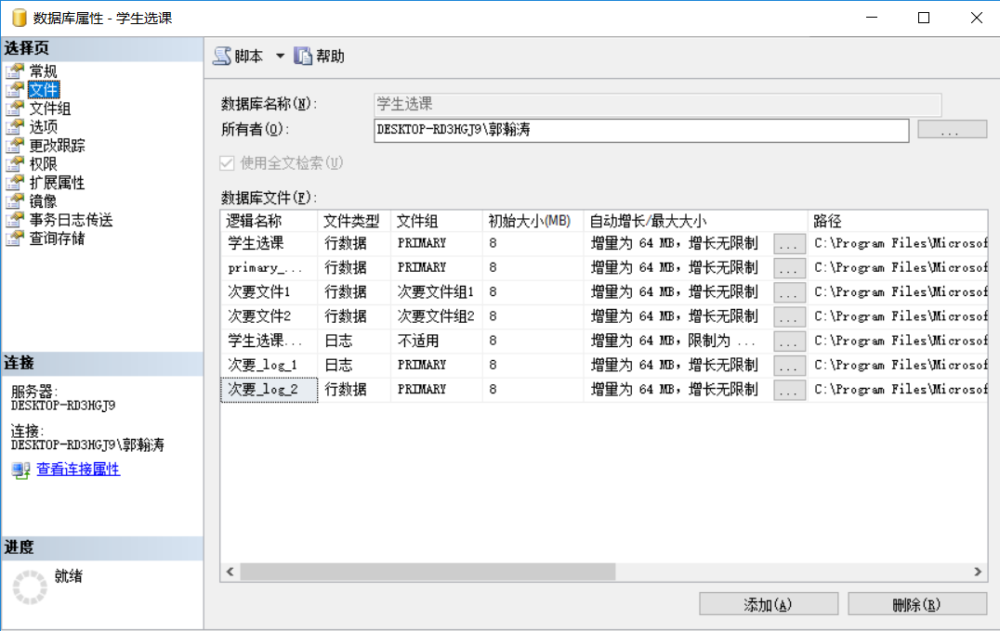 数据库属性 - 学生选课
选择页
常规
文件
文件组
选项
更改跟踪
权限
扩展属性
镜像
事务日志传送
查询存储
连接
服务器:
DESKTOP-RD3HGJ9
连接:
DESKTOP-RD3HGJ9\郭瀚涛
查看连接属性
进度
就绪
脚本 帮助
数据库名称(N): 学生选课
所有者(O): DESKTOP-RD3HGJ9\郭瀚涛 ...
使用全文检索(U)
数据库文件(F):
逻辑名称 文件类型 文件组 初始大小(MB) 自动增长/最大大小 路径
学生选课 行数据 PRIMARY 8 增量为 64 MB，增长无限制 ... C:\Program Files\Microsof
primary_... 行数据 PRIMARY 8 增量为 64 MB，增长无限制 ... C:\Program Files\Microsof
次要文件1 行数据 次要文件组1 8 增量为 64 MB，增长无限制 ... C:\Program Files\Microsof
次要文件2 行数据 次要文件组2 8 增量为 64 MB，增长无限制 ... C:\Program Files\Microsof
学生选课... 日志 不适用 8 增量为 64 MB，限制为 ... ... C:\Program Files\Microsof
次要_log_1 日志 PRIMARY 8 增量为 64 MB，增长无限制 ... C:\Program Files\Microsof
次要_log_2 行数据 PRIMARY 8 增量为 64 MB，增长无限制 ... C:\Program Files\Microsof
添加(A) 删除(R)